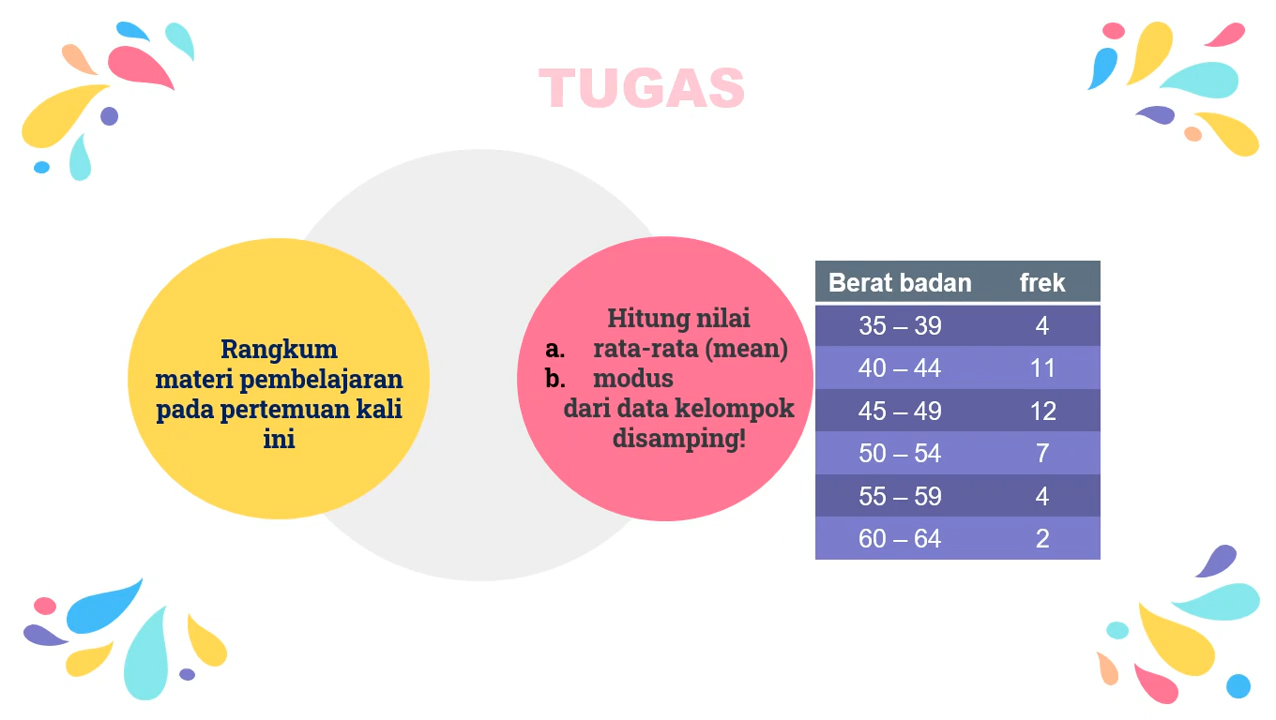 TUGAS
Rangkum
materi pembelajaran
pada pertemuan kali
ini
Hitung nilai
a. rata-rata (mean)
b. modus
dari data kelompok
disamping!
Berat badan frek
35 – 39 4
40 – 44 11
45 – 49 12
50 – 54 7
55 – 59 4
60 – 64 2